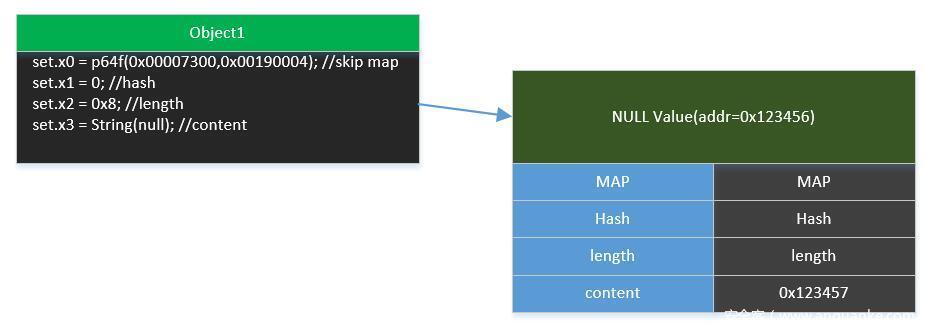 Object1
set.x0 = p64f(0x00007300,0x00190004); //skip map
set.x1 = 0; //hash
set.x2 = 0x8; //length
set.x3 = String(null); //content
NULL Value(addr=0x123456)
MAP MAP
Hash Hash
length length
content 0x123457